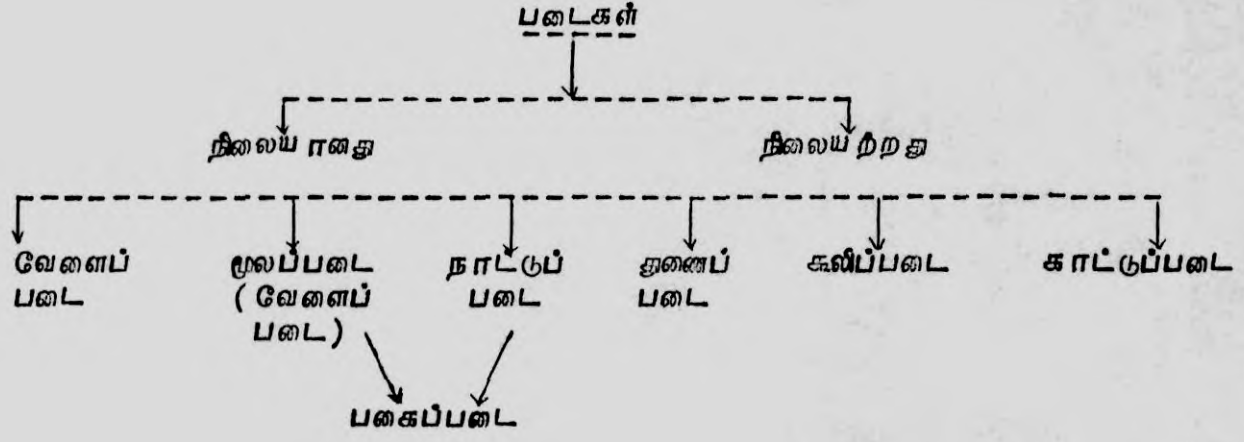 படைகள்
நிலையானது நிலையற்றது
வேளைப் மூலப்படை நாட்டுப் துணைப் கூலிப்படை காட்டுப்படை
படை (வேளைப் படை படை
படை)
பகைப்படை